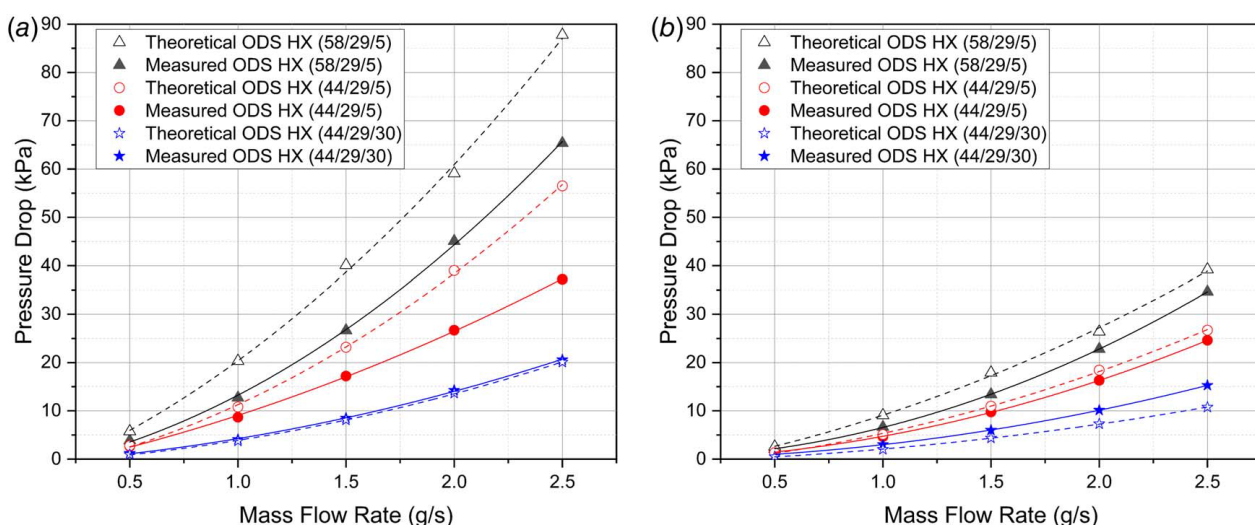 (a)
90
80
70
60
50
40
30
20
10
0
Pressure Drop (kPa)
Theoretical ODS HX (58/29/5)
Measured ODS HX (58/29/5)
Theoretical ODS HX (44/29/5)
Measured ODS HX (44/29/5)
Theoretical ODS HX (44/29/30)
Measured ODS HX (44/29/30)
0.5 1.0 1.5 2.0 2.5
Mass Flow Rate (g/s)
(b)
90
80
70
60
50
40
30
20
10
0
Pressure Drop (kPa)
Theoretical ODS HX (58/29/5)
Measured ODS HX (58/29/5)
Theoretical ODS HX (44/29/5)
Measured ODS HX (44/29/5)
Theoretical ODS HX (44/29/30)
Measured ODS HX (44/29/30)
0.5 1.0 1.5 2.0 2.5
Mass Flow Rate (g/s)